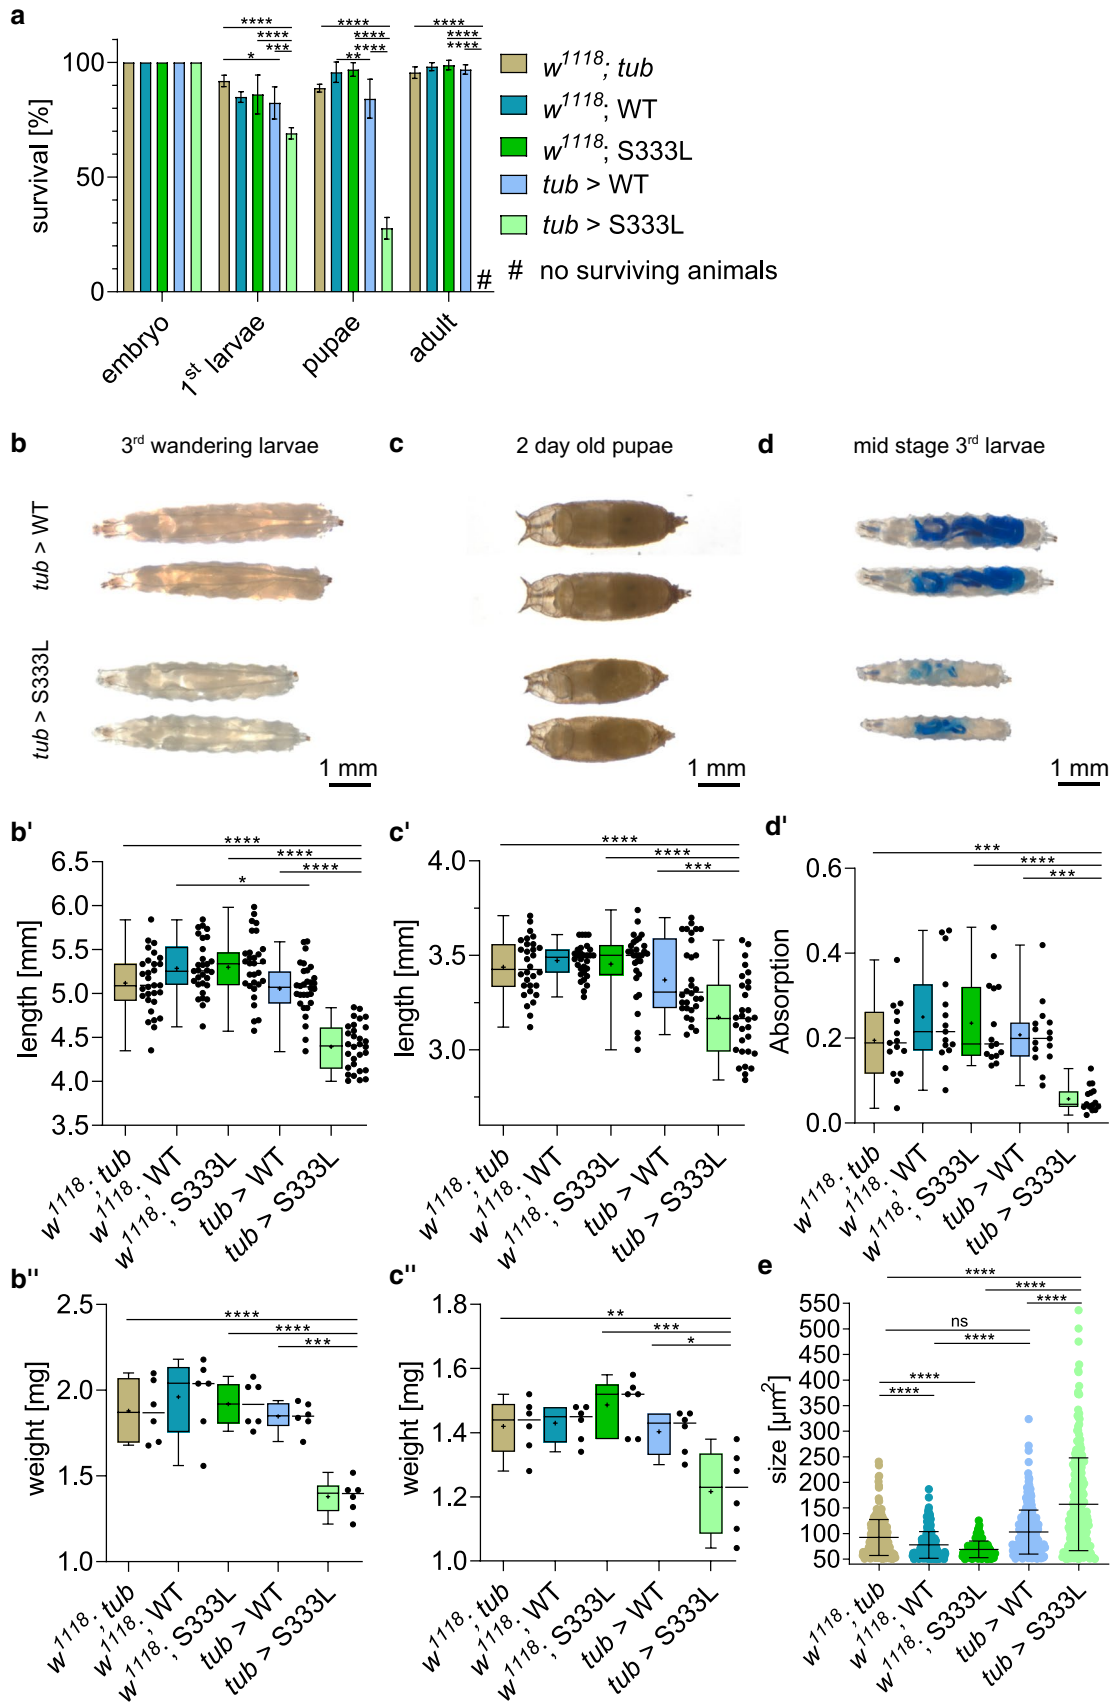 a
survival [%]
100
50
0
****
****
***
*
****
****
****
**
****
****
****
#
embryo
1st larvae
pupae
adult
w1118; tub
w1118; WT
w1118; S333L
tub > WT
tub > S333L
# no surviving animals
b
3rd wandering larvae
c
2 day old pupae
d
mid stage 3rd larvae
tub > WT
tub > S333L
1 mm
1 mm
1 mm
b'
length [mm]
6.5
6.0
5.5
5.0
4.5
4.0
3.5
****
****
****
*
w1118; tub
w1118; WT
w1118; S333L
tub > WT
tub > S333L
c'
length [mm]
4.0
3.5
3.0
****
****
***
w1118; tub
w1118; WT
w1118; S333L
tub > WT
tub > S333L
d'
Absorption
0.6
0.4
0.2
0.0
***
****
***
w1118; tub
w1118; WT
w1118; S333L
tub > WT
tub > S333L
b''
weight [mg]
2.5
2.0
1.5
1.0
****
****
***
w1118; tub
w1118; WT
w1118; S333L
tub > WT
tub > S333L
c''
weight [mg]
1.8
1.6
1.4
1.2
1.0
**
***
*
w1118; tub
w1118; WT
w1118; S333L
tub > WT
tub > S333L
e
size [µm2]
550
500
450
400
350
300
250
200
150
100
50
****
****
****
ns
****
****
****
w1118; tub
w1118; WT
w1118; S333L
tub > WT
tub > S333L